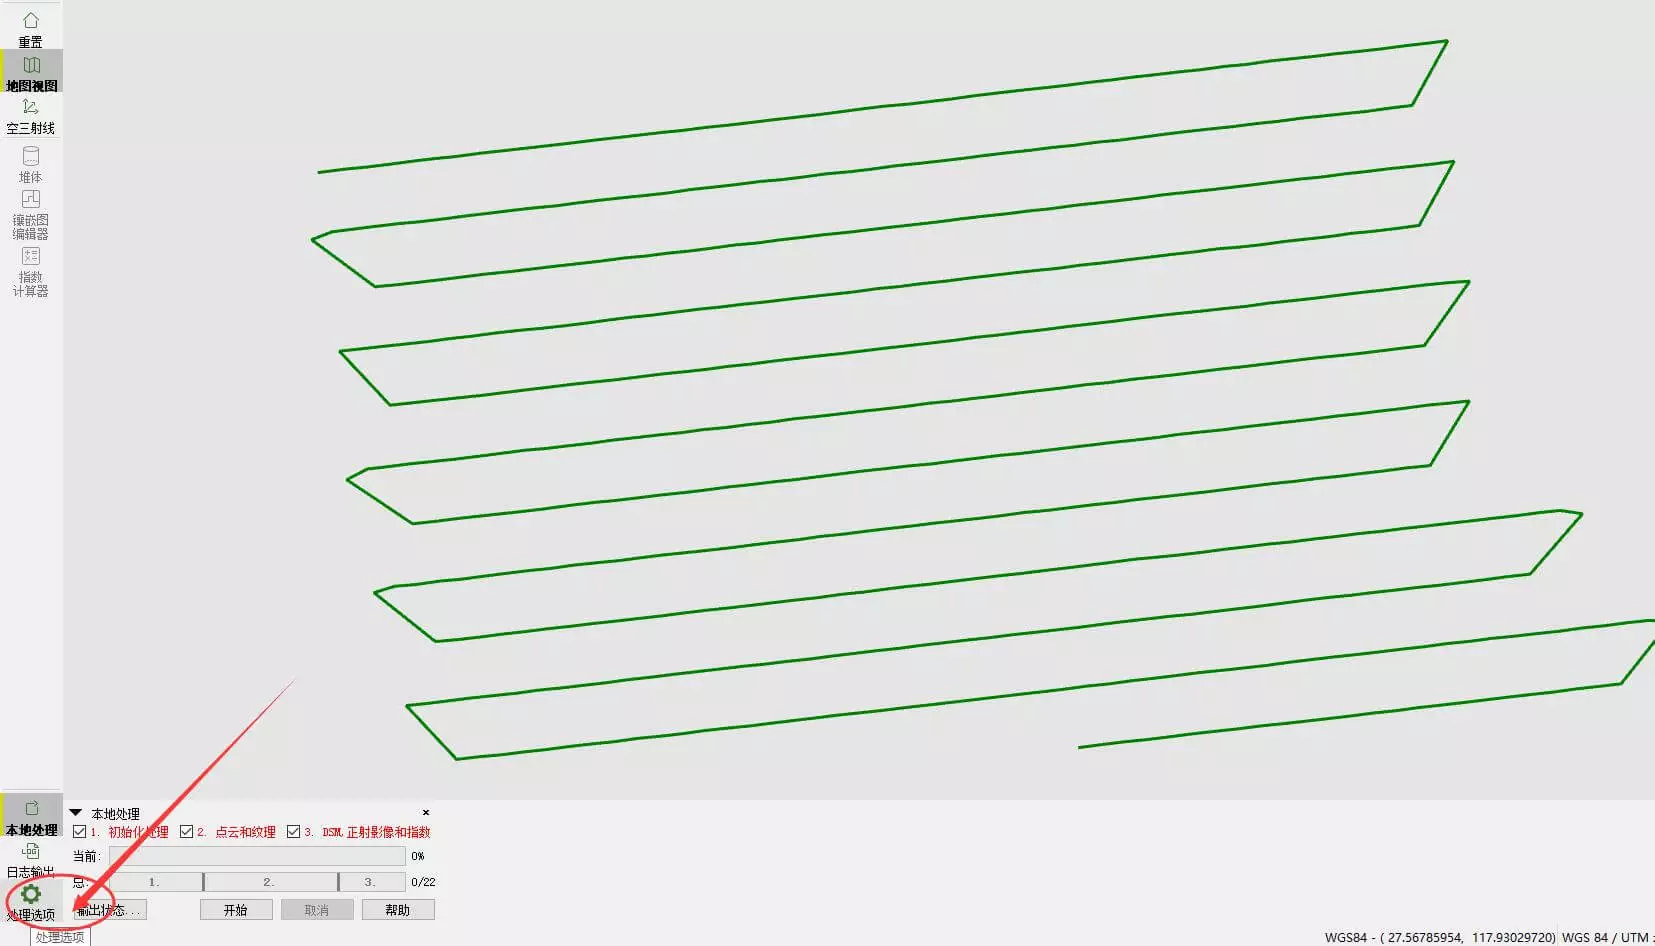 重置
地图视图
空三射线
堆体
镶嵌图
编辑器
指数
计算器
本地处理
日志输出
处理选项
处理选项
本地处理
×
1. 初始化处理 2. 点云和纹理 3. DSM, 正射影像和指数
当前: 0%
总: 1. 2. 3. 0/22
输出状态... 开始 取消 帮助
WGS84 - ( 27.56785954, 117.93029720) WGS 84 / UTM :